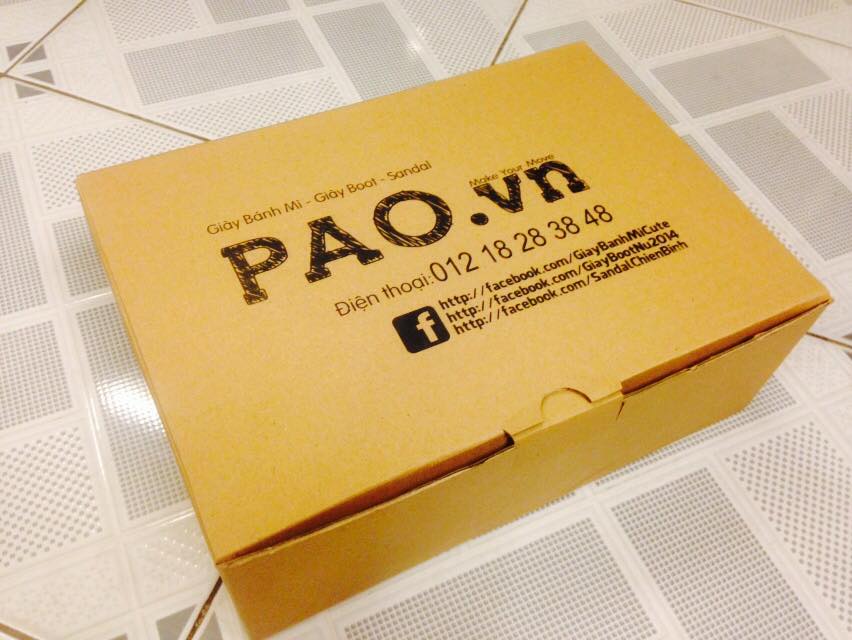 Giày Bánh Mì - Giày Boot - Sandal
Make Your Move
PAO.vn
Điện thoại: 012 18 28 38 48
f
http://facebook.com/GiayBanhMiCute
http://facebook.com/GiayBootNu2014
http://facebook.com/SandalChienBinh